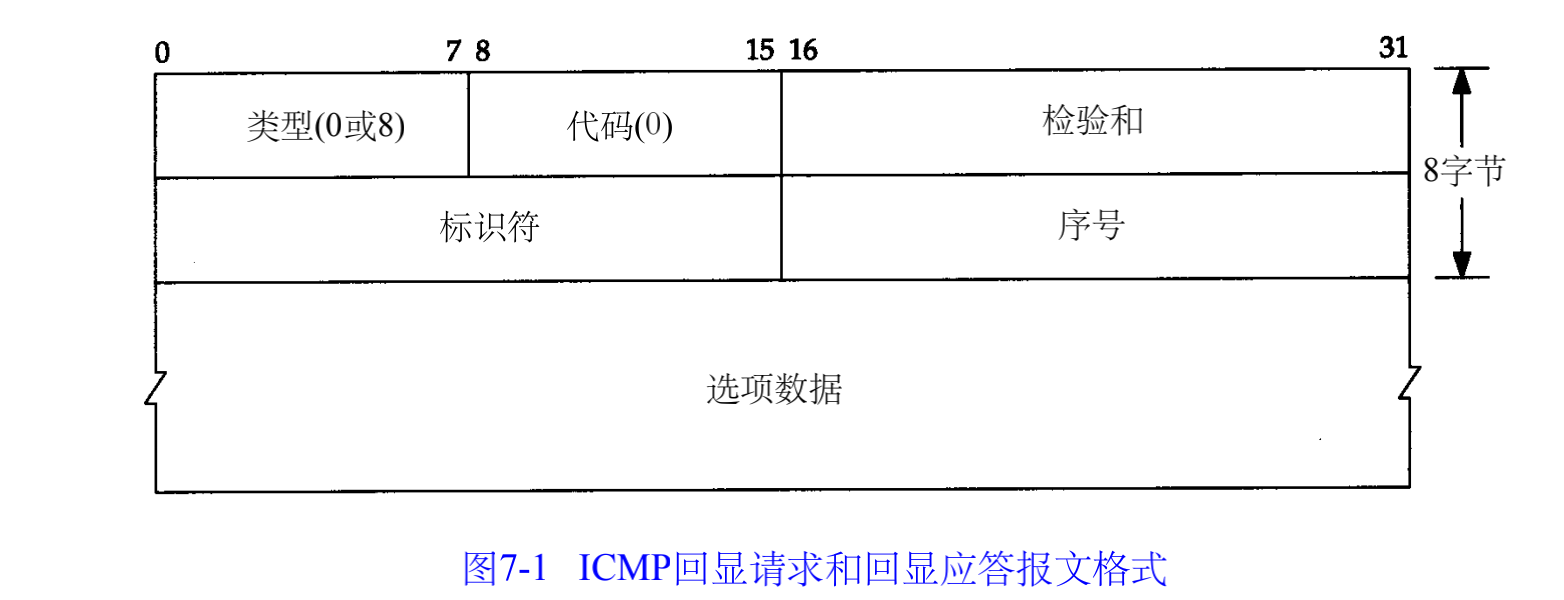 0 7 8 15 16 31
类型(0或8) 代码(0) 检验和
8字节
标识符 序号
选项数据
图7-1 ICMP回显请求和回显应答报文格式